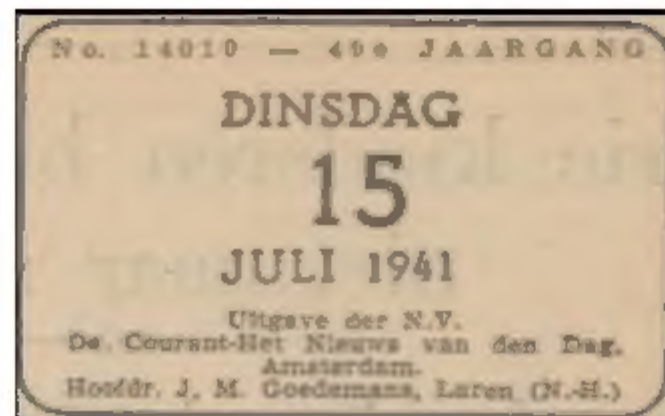 No. 14010 — 49e JAARGANG
DINSDAG
15
JULI 1941
Uitgave der N.V.
De Courant-Het Nieuws van den Dag.
Amsterdam.
Hoofdr. J. M. Goedemans, Laren (N.-H.)